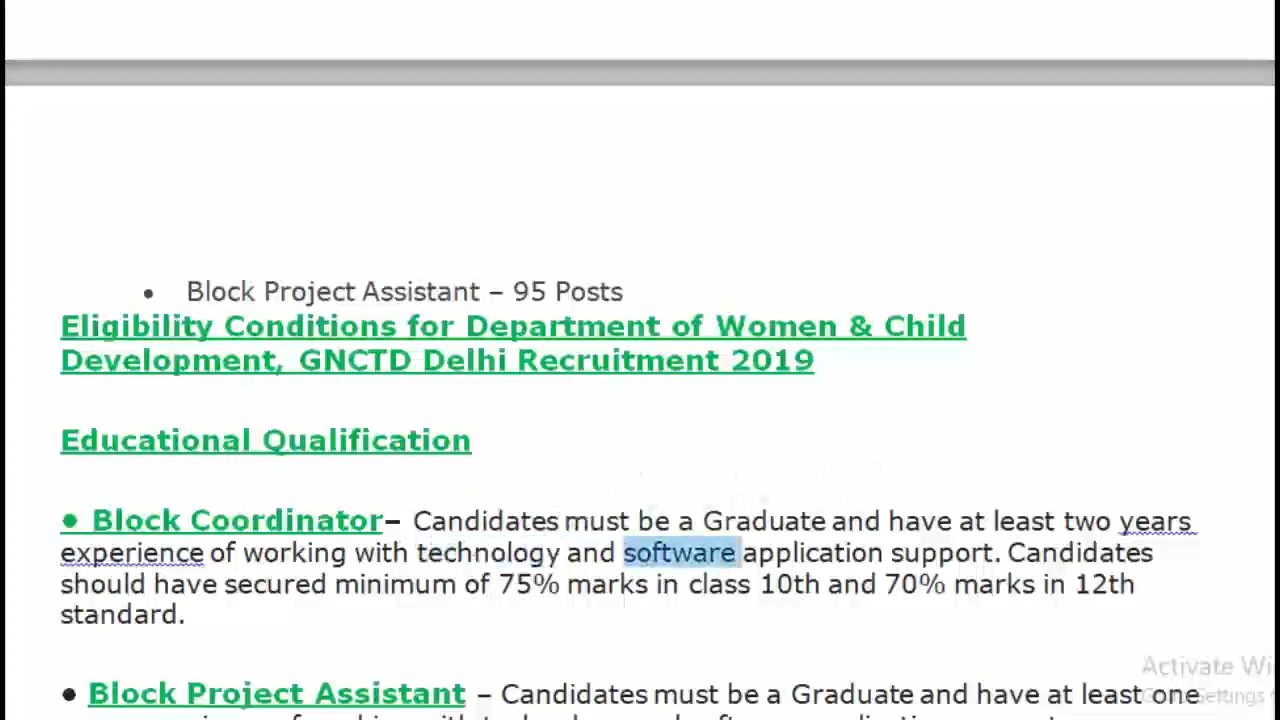 • Block Project Assistant – 95 Posts
Eligibility Conditions for Department of Women & Child
Development, GNCTD Delhi Recruitment 2019
Educational Qualification
• Block Coordinator– Candidates must be a Graduate and have at least two years
experience of working with technology and software application support. Candidates
should have secured minimum of 75% marks in class 10th and 70% marks in 12th
standard.
Activate Wi
• Block Project Assistant – Candidates must be a Graduate and have at least one
Settings